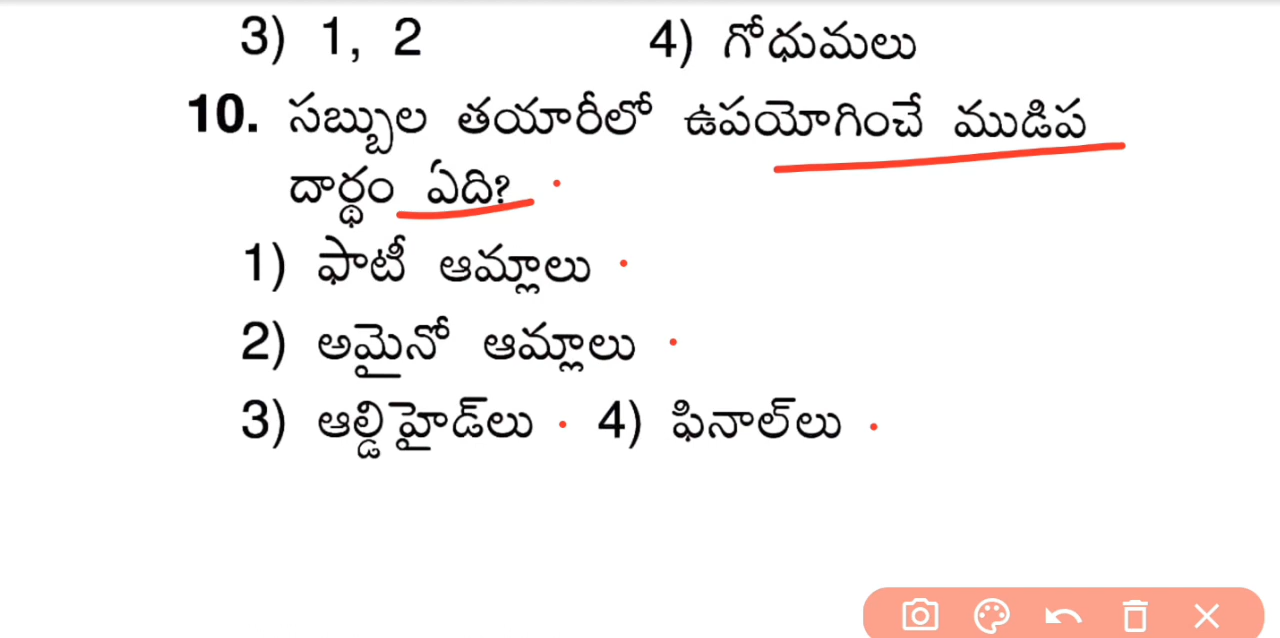 3) 1, 2 4) గోధుమలు
10. సబ్బుల తయారీలో ఉపయోగించే ముడిప
దార్థం ఏది?
1) ఫాటీ ఆమ్లాలు
2) అమైనో ఆమ్లాలు
3) ఆల్డిహైడ్‌లు 4) ఫినాల్‌లు